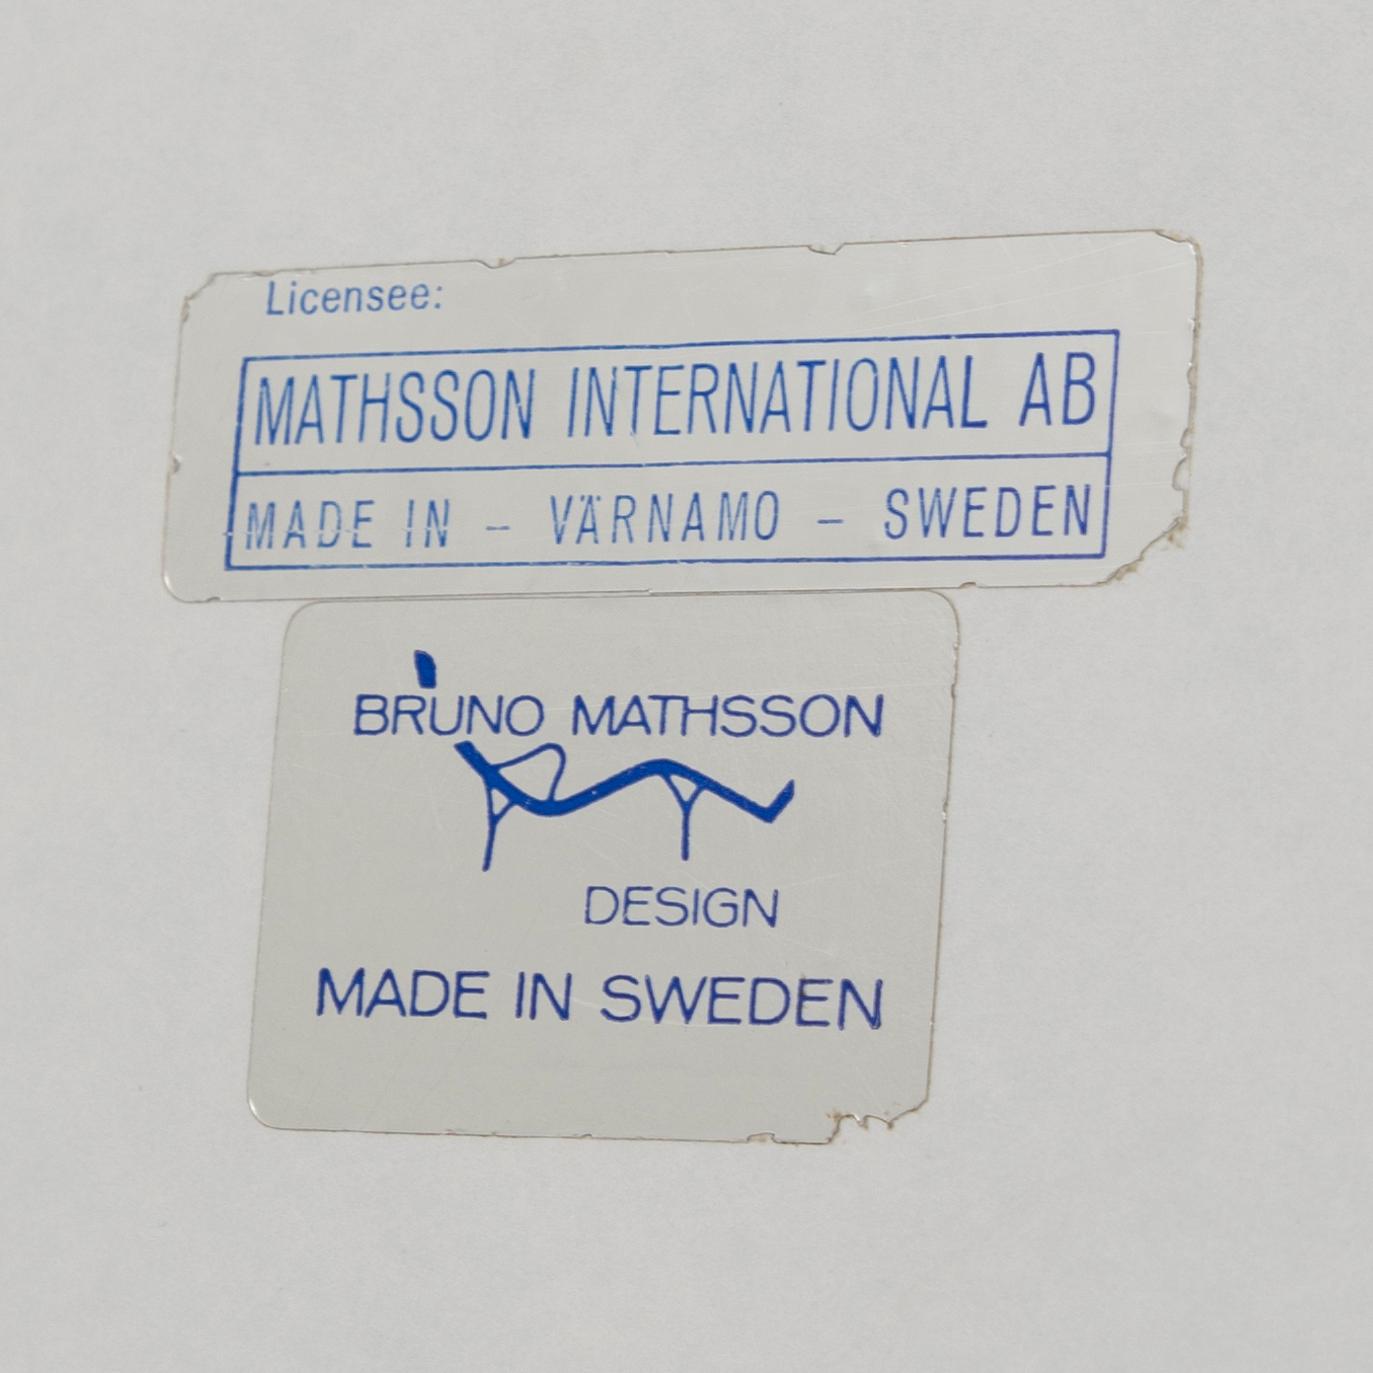 Licensee:
MATHSSON INTERNATIONAL AB
MADE IN – VÄRNAMO – SWEDEN
BRUNO MATHSSON
DESIGN
MADE IN SWEDEN